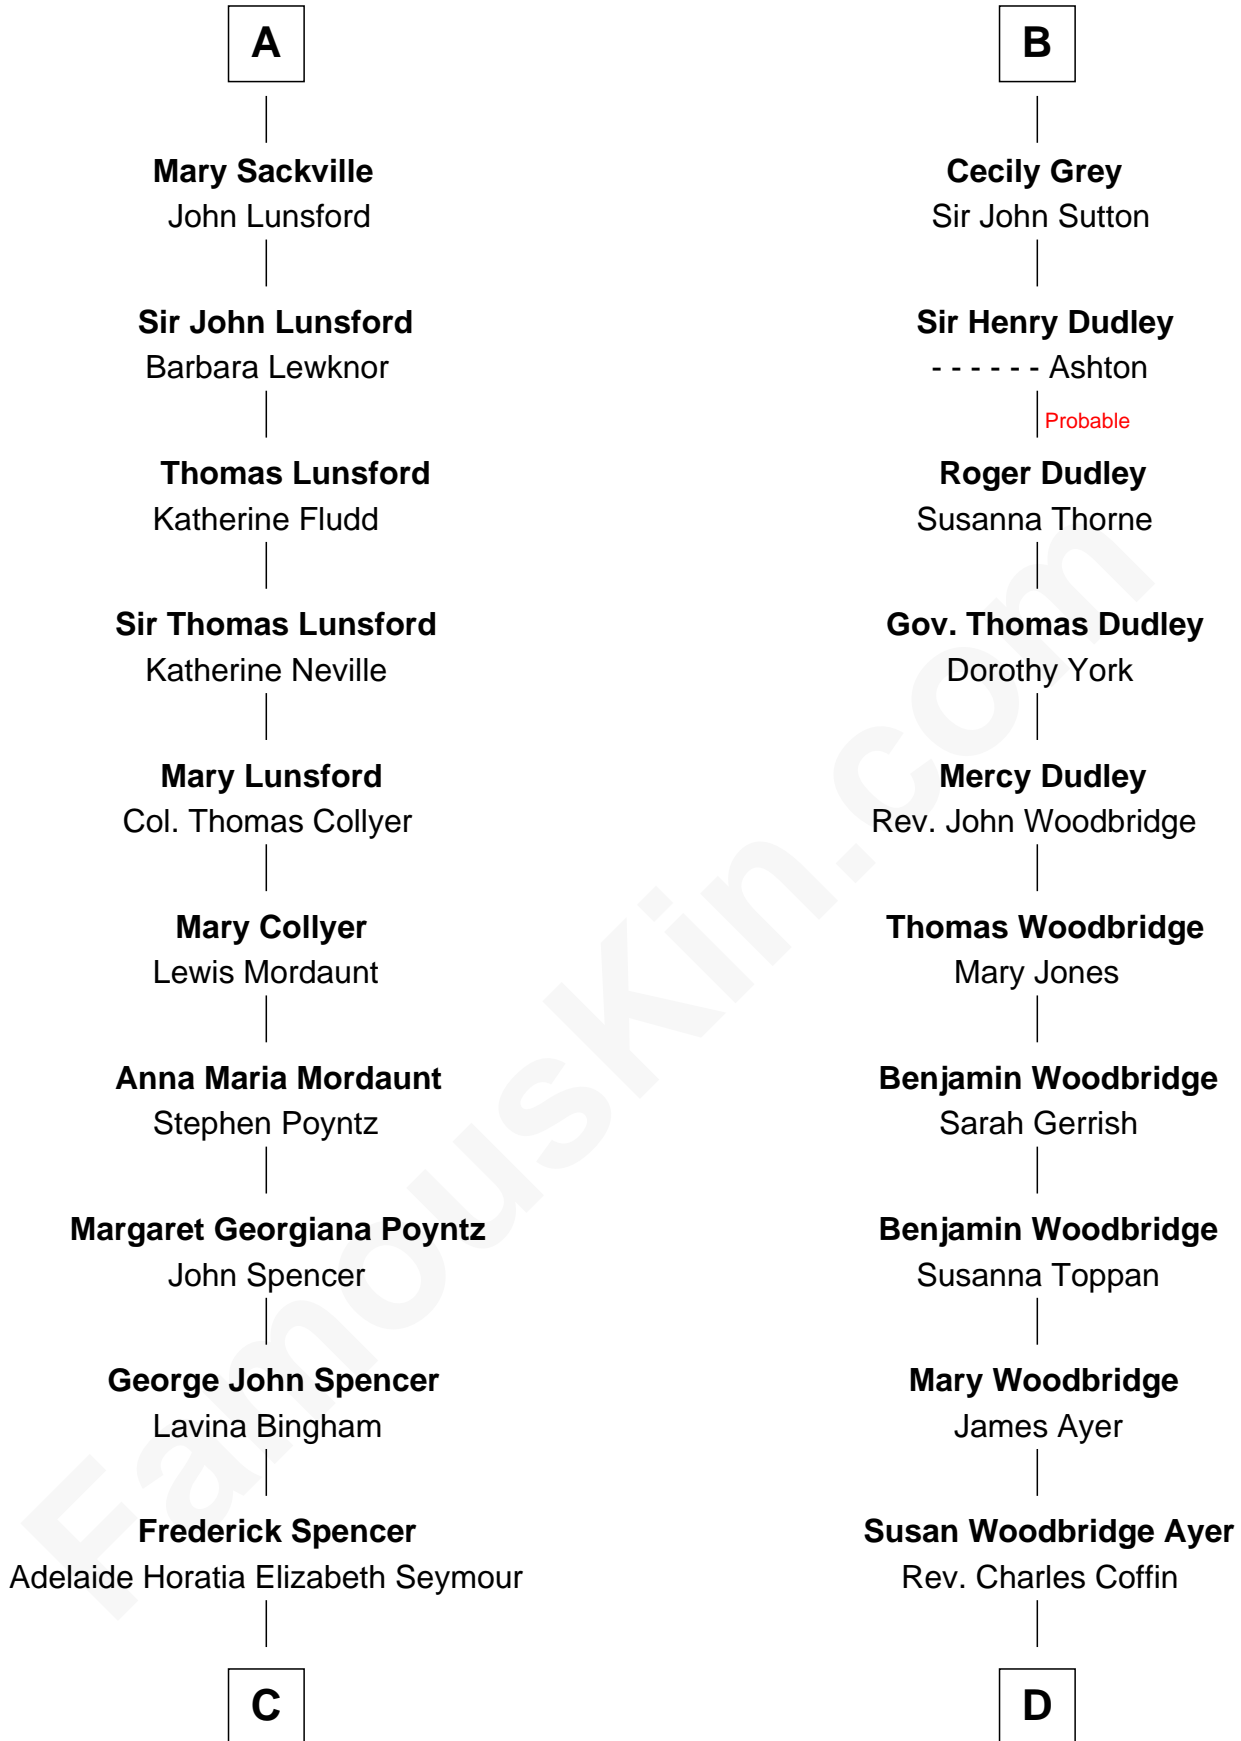 A
Mary Sackville
John Lunsford
Sir John Lunsford
Barbara Lewknor
Thomas Lunsford
Katherine Fludd
Sir Thomas Lunsford
Katherine Neville
Mary Lunsford
Col. Thomas Collyer
Mary Collyer
Lewis Mordaunt
Anna Maria Mordaunt
Stephen Poyntz
Margaret Georgiana Poyntz
John Spencer
George John Spencer
Lavina Bingham
Frederick Spencer
Adelaide Horatia Elizabeth Seymour
C
B
Cecily Grey
Sir John Sutton
Sir Henry Dudley
- - - - - - Ashton
Probable
Roger Dudley
Susanna Thorne
Gov. Thomas Dudley
Dorothy York
Mercy Dudley
Rev. John Woodbridge
Thomas Woodbridge
Mary Jones
Benjamin Woodbridge
Sarah Gerrish
Benjamin Woodbridge
Susanna Toppan
Mary Woodbridge
James Ayer
Susan Woodbridge Ayer
Rev. Charles Coffin
D
FamousKin.com